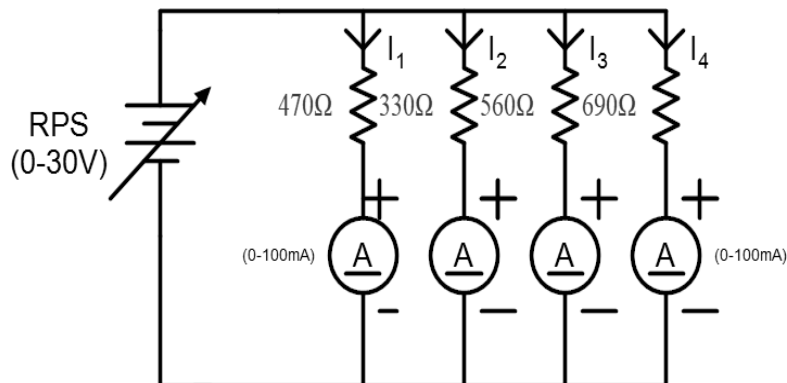 I1 I2 I3 I4
470Ω 330Ω 560Ω 690Ω
RPS
(0-30V)
+ + + +
(0-100mA) A A A A (0-100mA)
- - - -